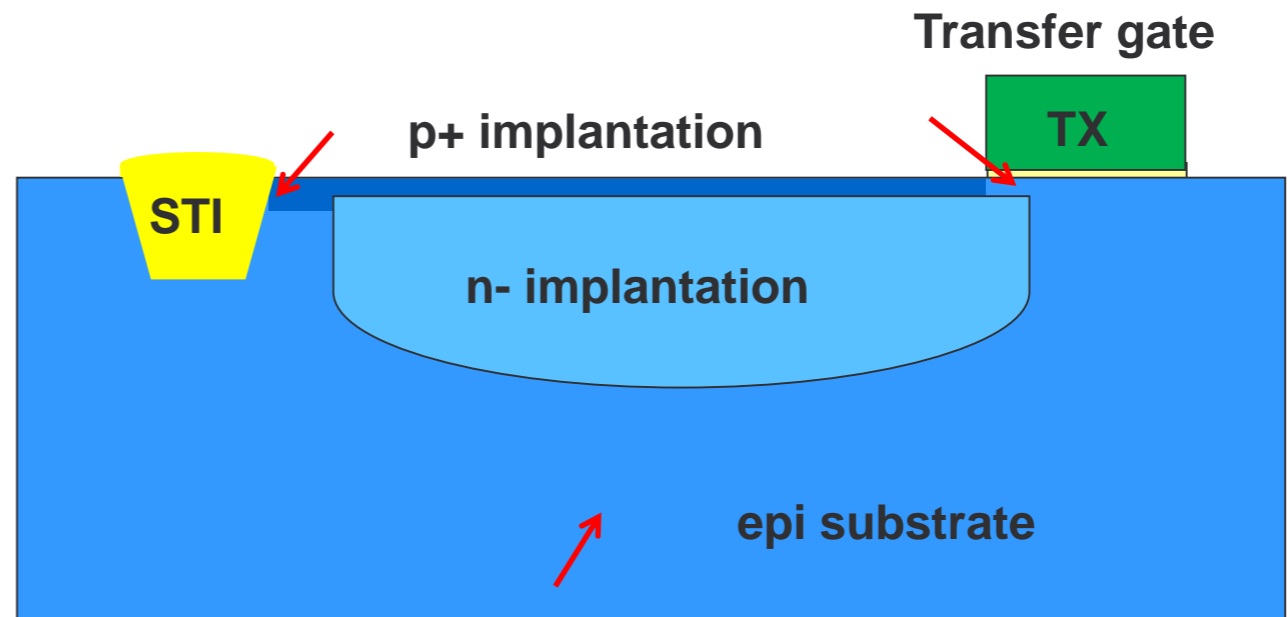 Transfer gate
p+ implantation
TX
STI
n- implantation
epi substrate